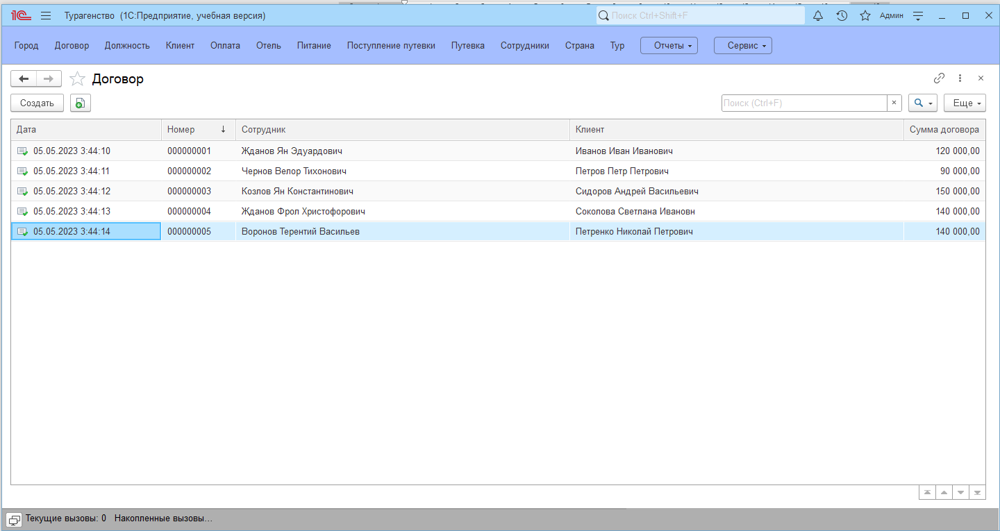 1С Турагенство (1С:Предприятие, учебная версия) Поиск Ctrl+Shift+F Админ
Город Договор Должность Клиент Оплата Отель Питание Поступление путевки Путевка Сотрудники Страна Тур Отчеты Сервис
Договор
Создать Поиск (Ctrl+F) × Еще
Дата Номер ↓ Сотрудник Клиент Сумма договора
05.05.2023 3:44:10 000000001 Жданов Ян Эдуардович Иванов Иван Иванович 120 000,00
05.05.2023 3:44:11 000000002 Чернов Велор Тихонович Петров Петр Петрович 90 000,00
05.05.2023 3:44:12 000000003 Козлов Ян Константинович Сидоров Андрей Васильевич 150 000,00
05.05.2023 3:44:13 000000004 Жданов Фрол Христофорович Соколова Светлана Ивановн 140 000,00
05.05.2023 3:44:14 000000005 Воронов Терентий Васильев Петренко Николай Петрович 140 000,00
Текущие вызовы: 0 Накопленные вызовы...